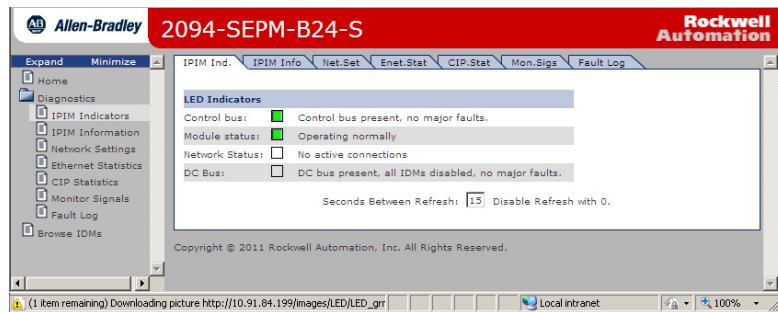 AB Allen-Bradley
2094-SEPM-B24-S
Rockwell
Automation
Expand Minimize
Home
Diagnostics
IPIM Indicators
IPIM Information
Network Settings
Ethernet Statistics
CIP Statistics
Monitor Signals
Fault Log
Browse IDMs
IPIM Ind. IPIM Info Net.Set Enet.Stat CIP.Stat Mon.Sigs Fault Log
LED Indicators
Control bus: Control bus present, no major faults.
Module status: Operating normally
Network Status: No active connections
DC Bus: DC bus present, all IDMs disabled, no major faults.
Seconds Between Refresh: 15 Disable Refresh with 0.
Copyright © 2011 Rockwell Automation, Inc. All Rights Reserved.
(1 item remaining) Downloading picture http://10.91.84.199/images/LED/LED_grr Local intranet 100%